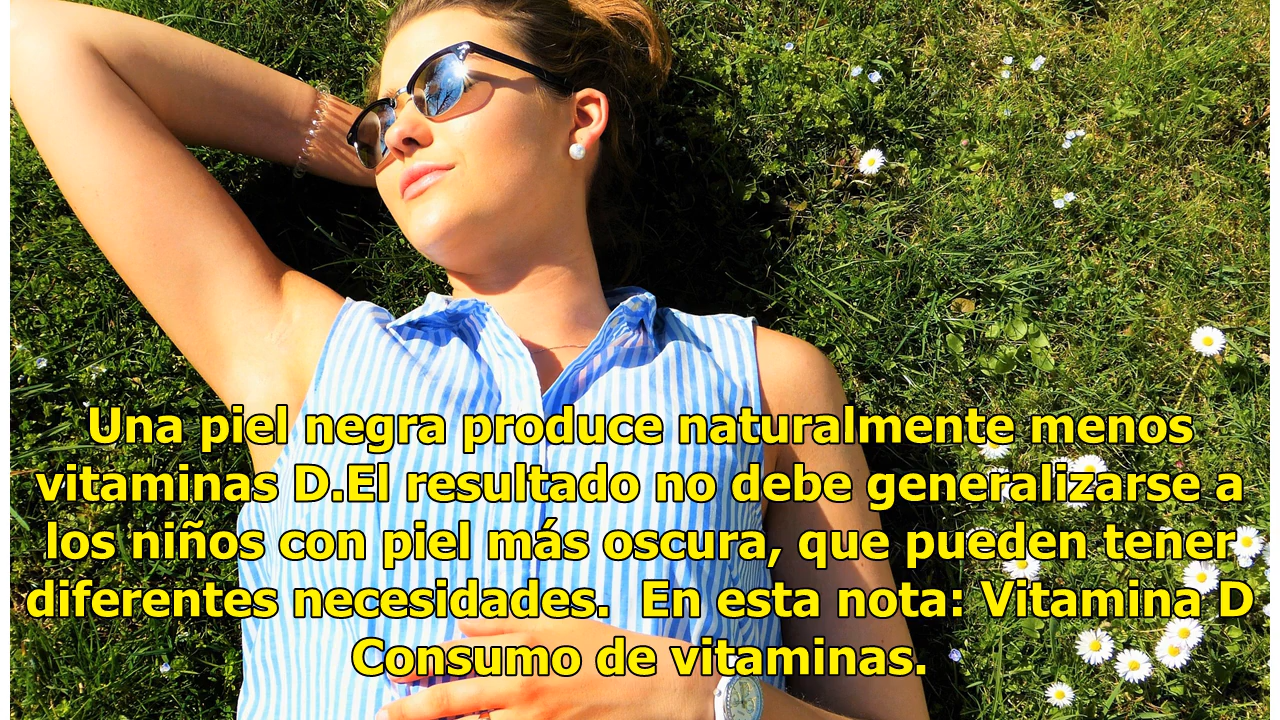 Una piel negra produce naturalmente menos
vitaminas D.El resultado no debe generalizarse a
los niños con piel más oscura, que pueden tener
diferentes necesidades.  En esta nota: Vitamina D
Consumo de vitaminas.